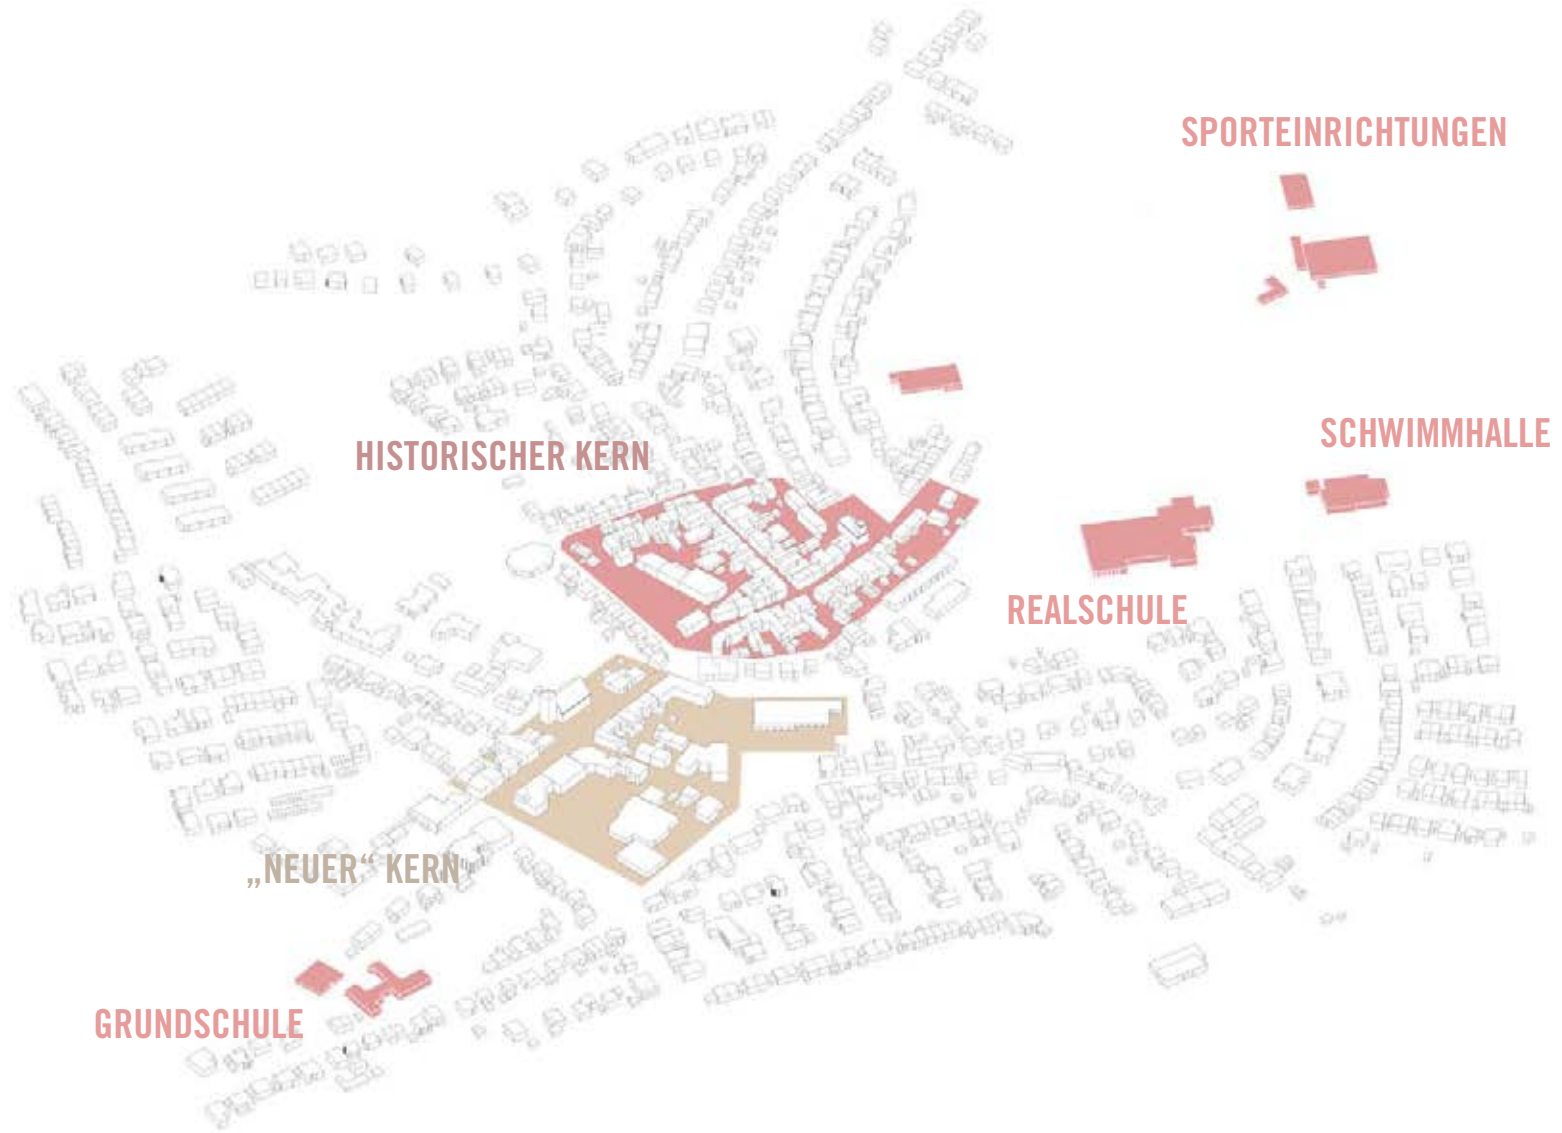 SPORTEINRICHTUNGEN
SCHWIMMHALLE
HISTORISCHER KERN
REALSCHULE
„NEUER“ KERN
GRUNDSCHULE